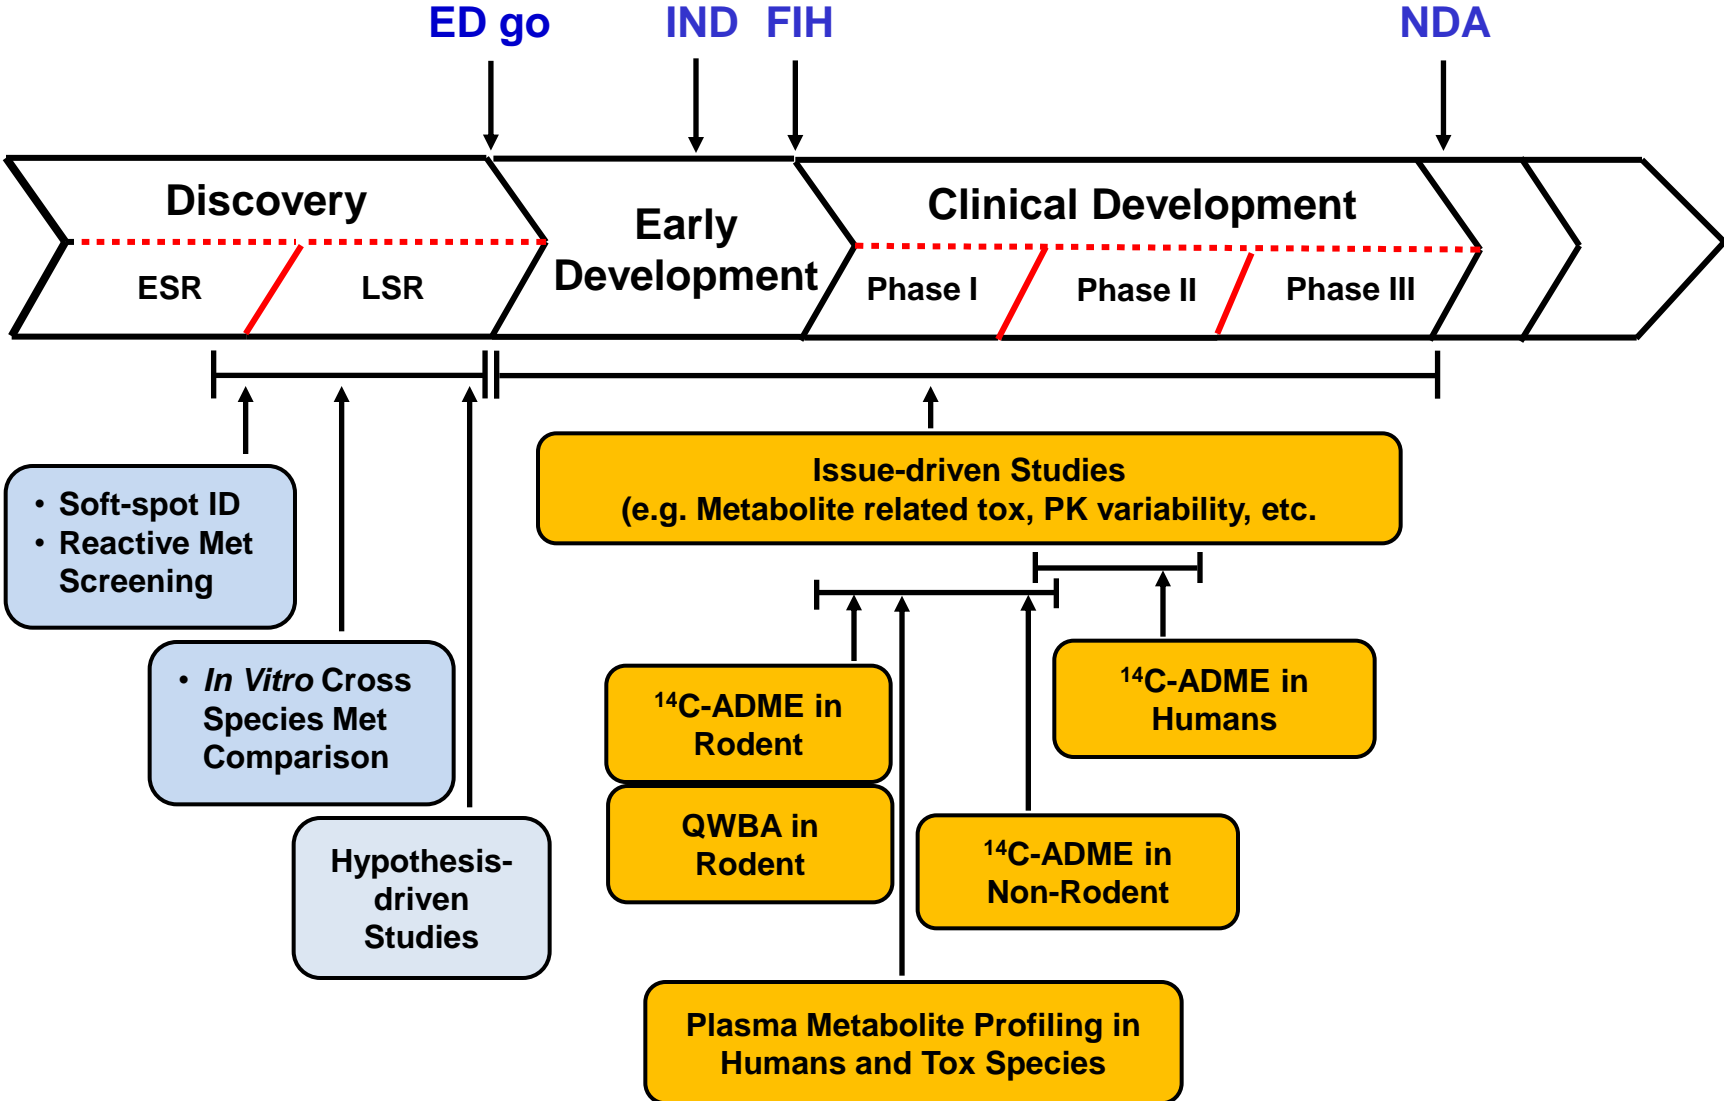 ED go
IND
FIH
NDA
Discovery
Early
Development
Clinical Development
ESR
LSR
Phase I
Phase II
Phase III
Issue-driven Studies
(e.g. Metabolite related tox, PK variability, etc.
• Soft-spot ID
• Reactive Met
Screening
• In Vitro Cross
Species Met
Comparison
Hypothesis-
driven
Studies
¹⁴C-ADME in
Rodent
QWBA in
Rodent
¹⁴C-ADME in
Humans
¹⁴C-ADME in
Non-Rodent
Plasma Metabolite Profiling in
Humans and Tox Species